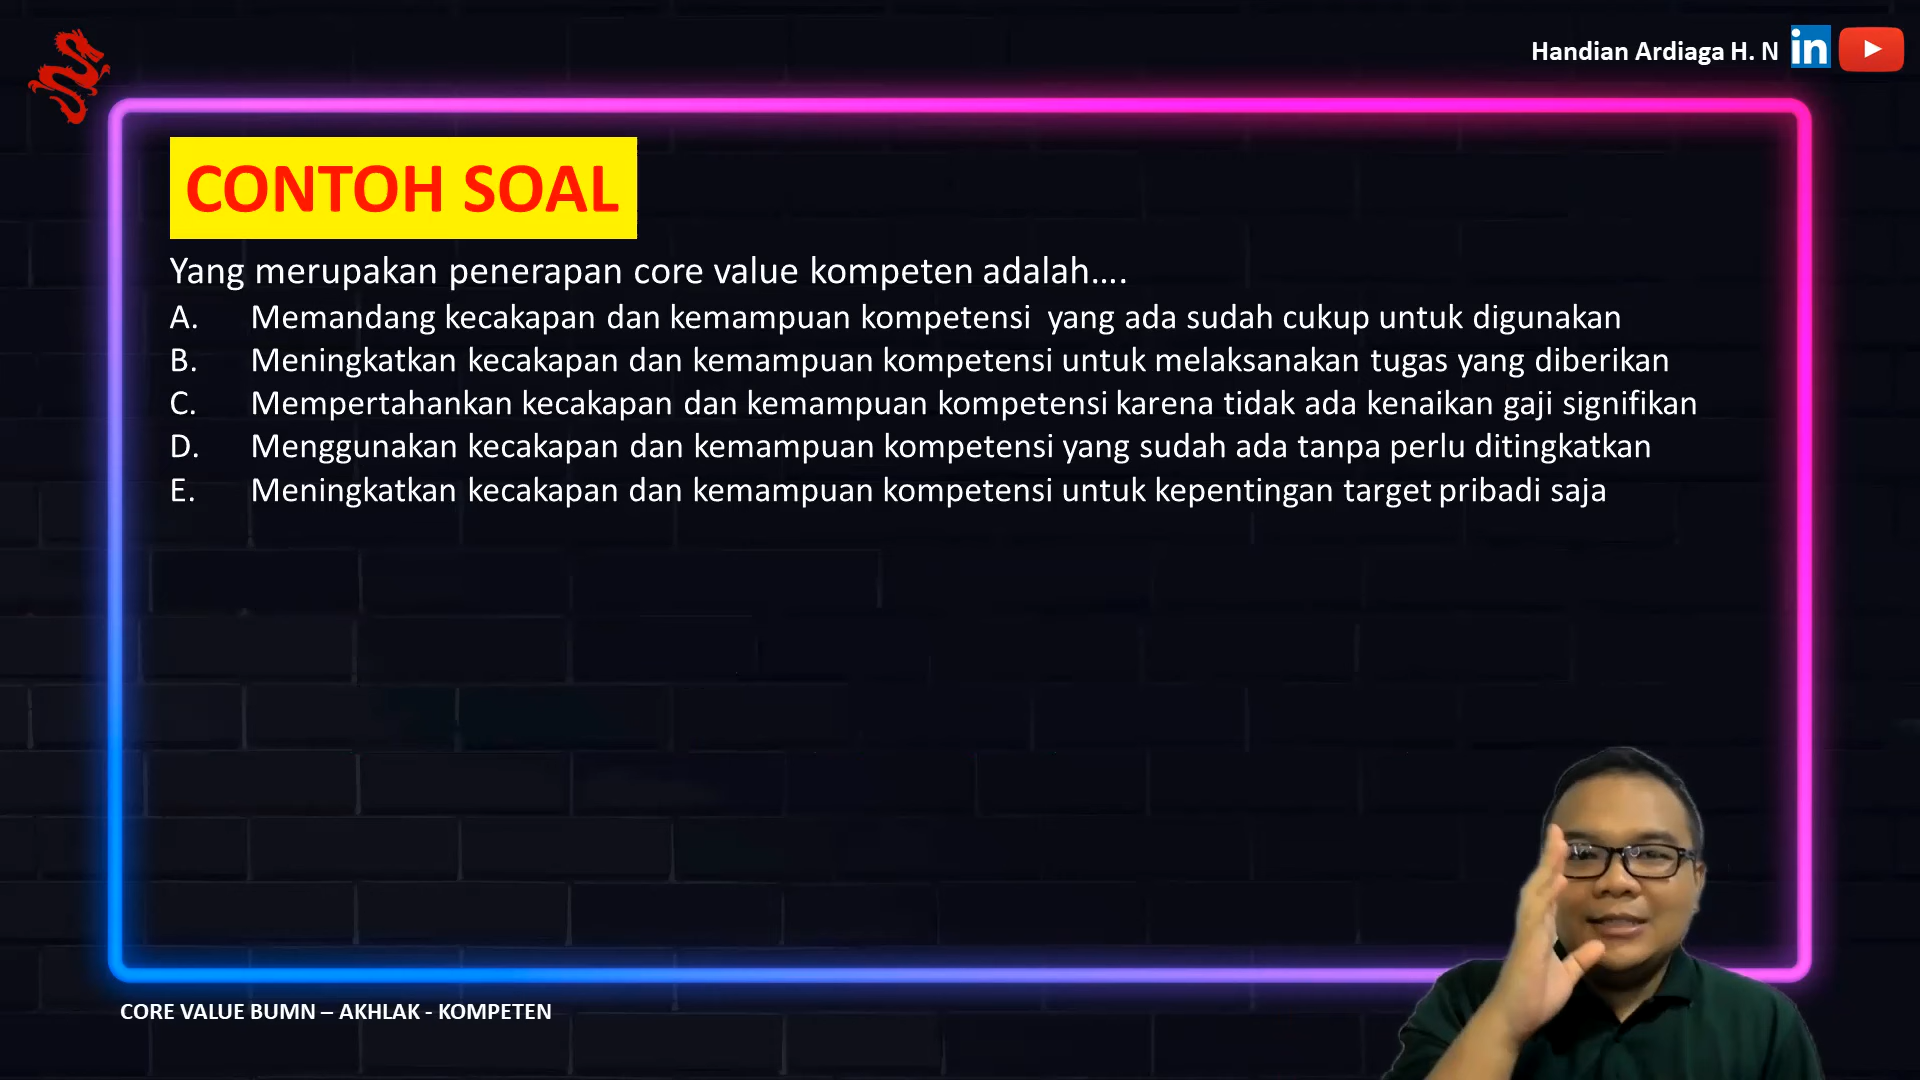 Handian Ardiaga H. N in
CONTOH SOAL
Yang merupakan penerapan core value kompeten adalah....
A. Memandang kecakapan dan kemampuan kompetensi yang ada sudah cukup untuk digunakan
B. Meningkatkan kecakapan dan kemampuan kompetensi untuk melaksanakan tugas yang diberikan
C. Mempertahankan kecakapan dan kemampuan kompetensi karena tidak ada kenaikan gaji signifikan
D. Menggunakan kecakapan dan kemampuan kompetensi yang sudah ada tanpa perlu ditingkatkan
E. Meningkatkan kecakapan dan kemampuan kompetensi untuk kepentingan target pribadi saja
CORE VALUE BUMN – AKHLAK - KOMPETEN